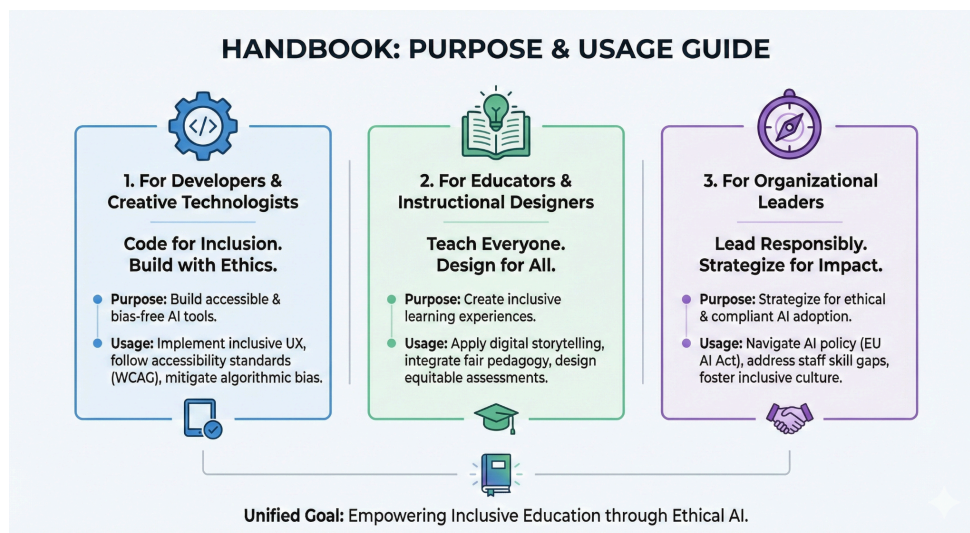 HANDBOOK: PURPOSE & USAGE GUIDE
</>
1. For Developers &
Creative Technologists
Code for Inclusion.
Build with Ethics.
Purpose: Build accessible &
bias-free AI tools.
Usage: Implement inclusive UX,
follow accessibility standards
(WCAG), mitigate algorithmic bias.
2. For Educators &
Instructional Designers
Teach Everyone.
Design for All.
Purpose: Create inclusive
learning experiences.
Usage: Apply digital storytelling,
integrate fair pedagogy, design
equitable assessments.
3. For Organizational
Leaders
Lead Responsibly.
Strategize for Impact.
Purpose: Strategize for ethical
& compliant AI adoption.
Usage: Navigate AI policy (EU
AI Act), address staff skill gaps,
foster inclusive culture.
Unified Goal: Empowering Inclusive Education through Ethical AI.